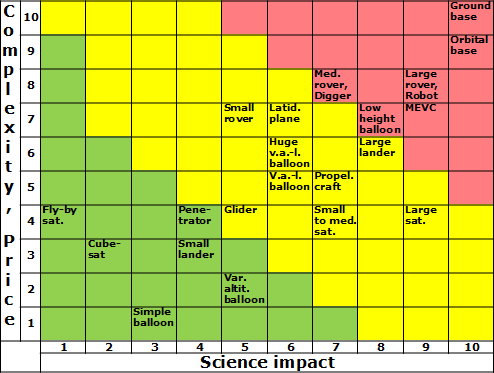 Complexity, price
10
Ground
base
9
Orbital
base
8
Med.
rover,
Digger
Large
rover,
Robot
7
Small
rover
Latid.
plane
Low
height
balloon
MEVC
6
Huge
v.a.-l.
balloon
Large
lander
5
V.a.-l.
balloon
Propel.
craft
4
Fly-by
sat.
Pene-
trator
Glider
Small
to med.
sat.
Large
sat.
3
Cube-
sat
Small
lander
2
Var.
altit.
balloon
1
Simple
balloon
1 2 3 4 5 6 7 8 9 10
Science impact